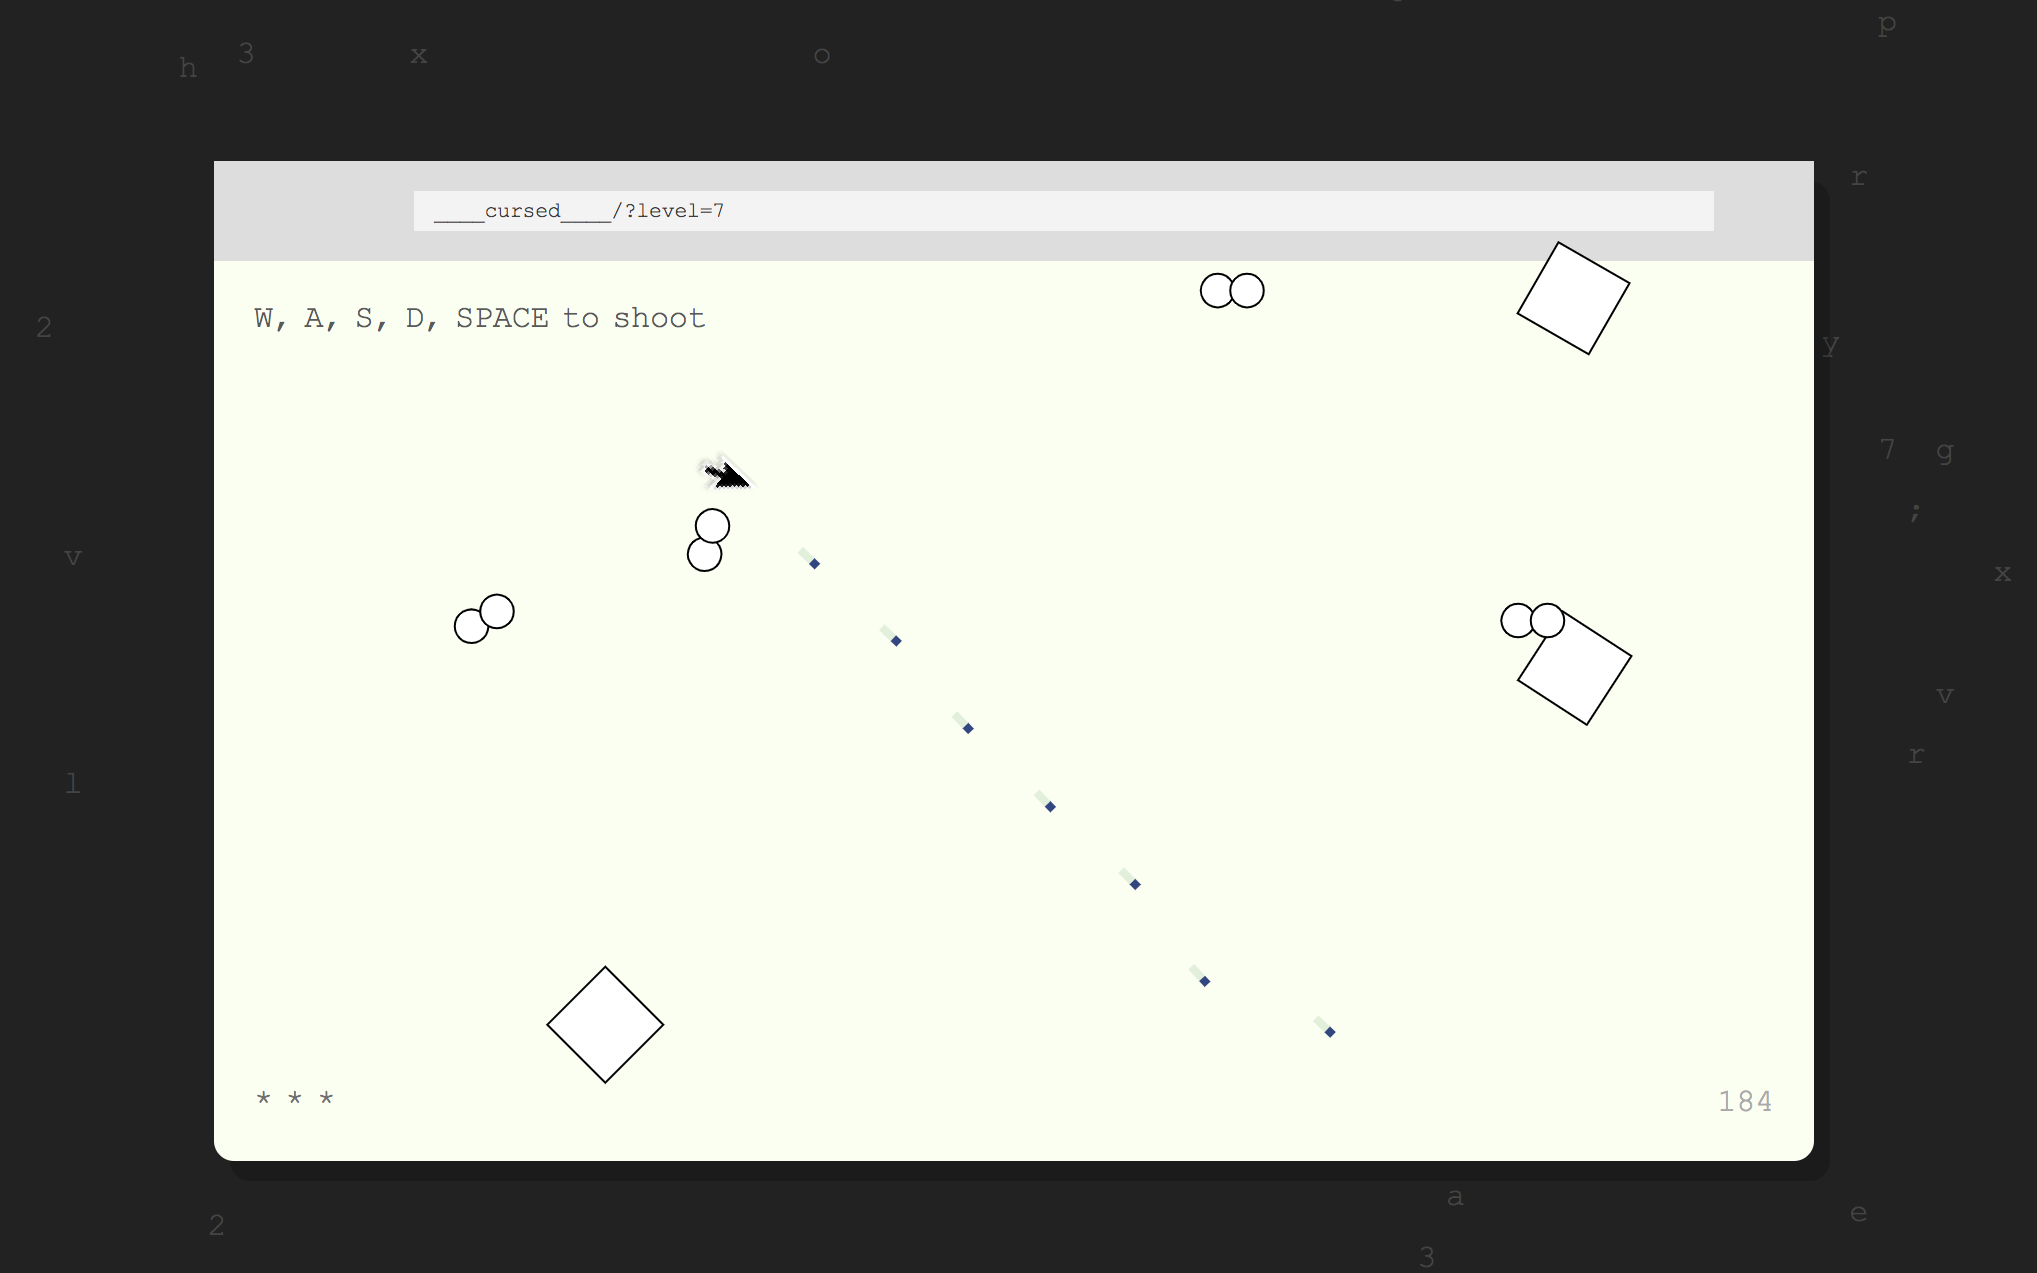 p
h 3 x o
r
____cursed____/?level=7
W, A, S, D, SPACE to shoot
2
y
7 g
;
v
x
v
r
l
* * *
184
a
e
2
3